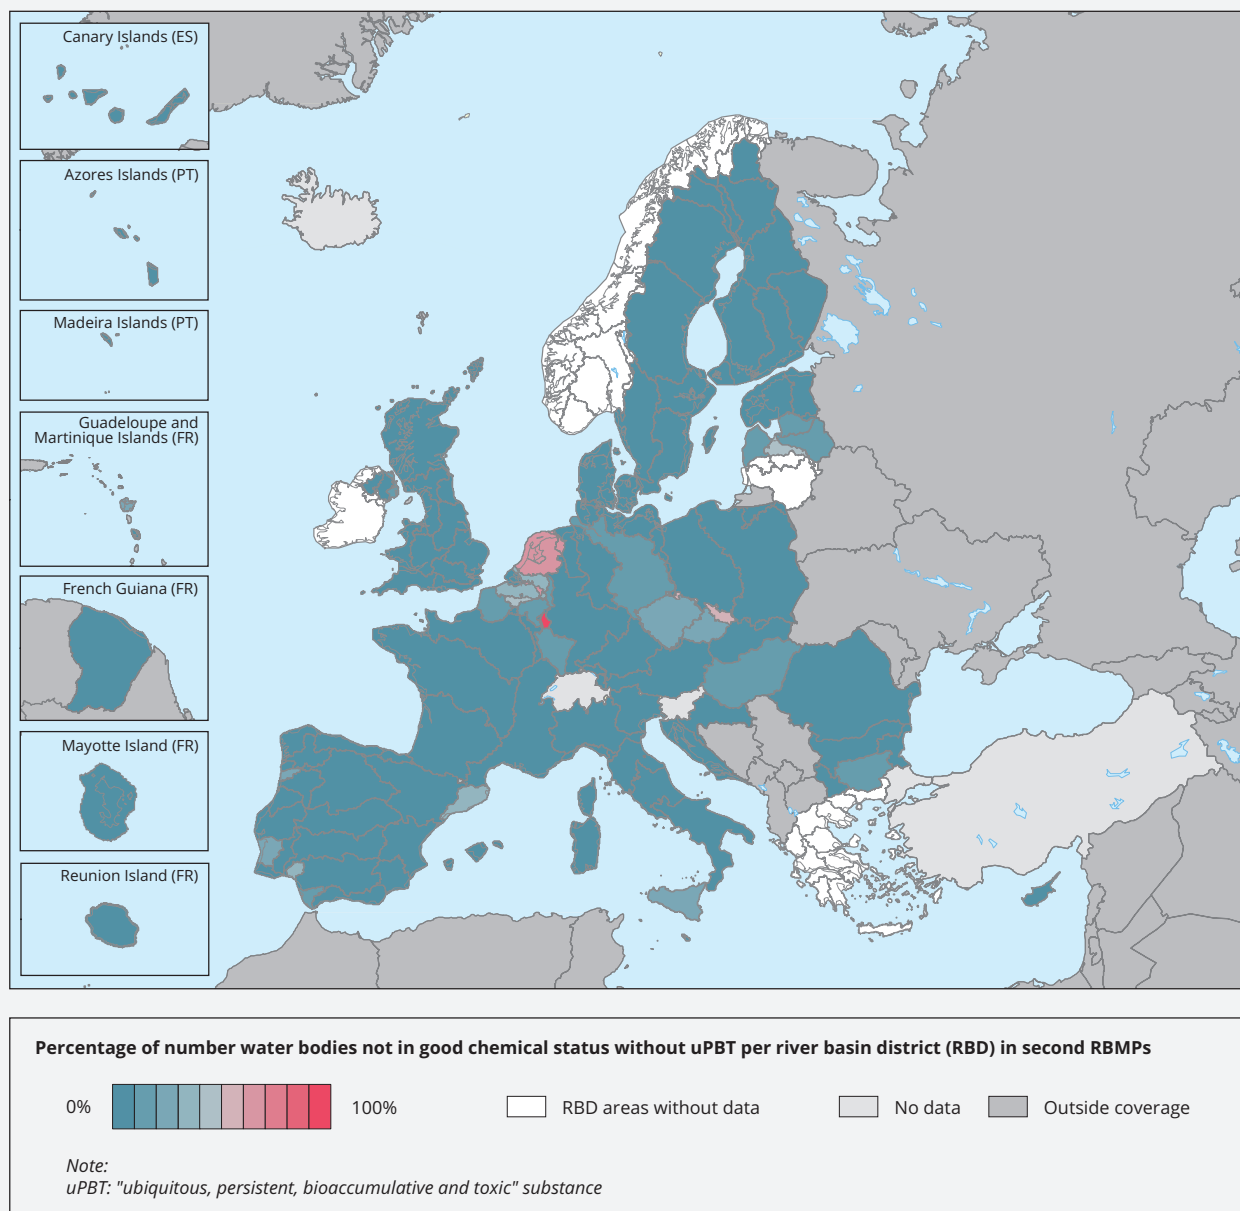 Canary Islands (ES)
Azores Islands (PT)
Madeira Islands (PT)
Guadeloupe and
Martinique Islands (FR)
French Guiana (FR)
Mayotte Island (FR)
Reunion Island (FR)
Percentage of number water bodies not in good chemical status without uPBT per river basin district (RBD) in second RBMPs
0%
100%
RBD areas without data
No data
Outside coverage
Note:
uPBT: "ubiquitous, persistent, bioaccumulative and toxic" substance